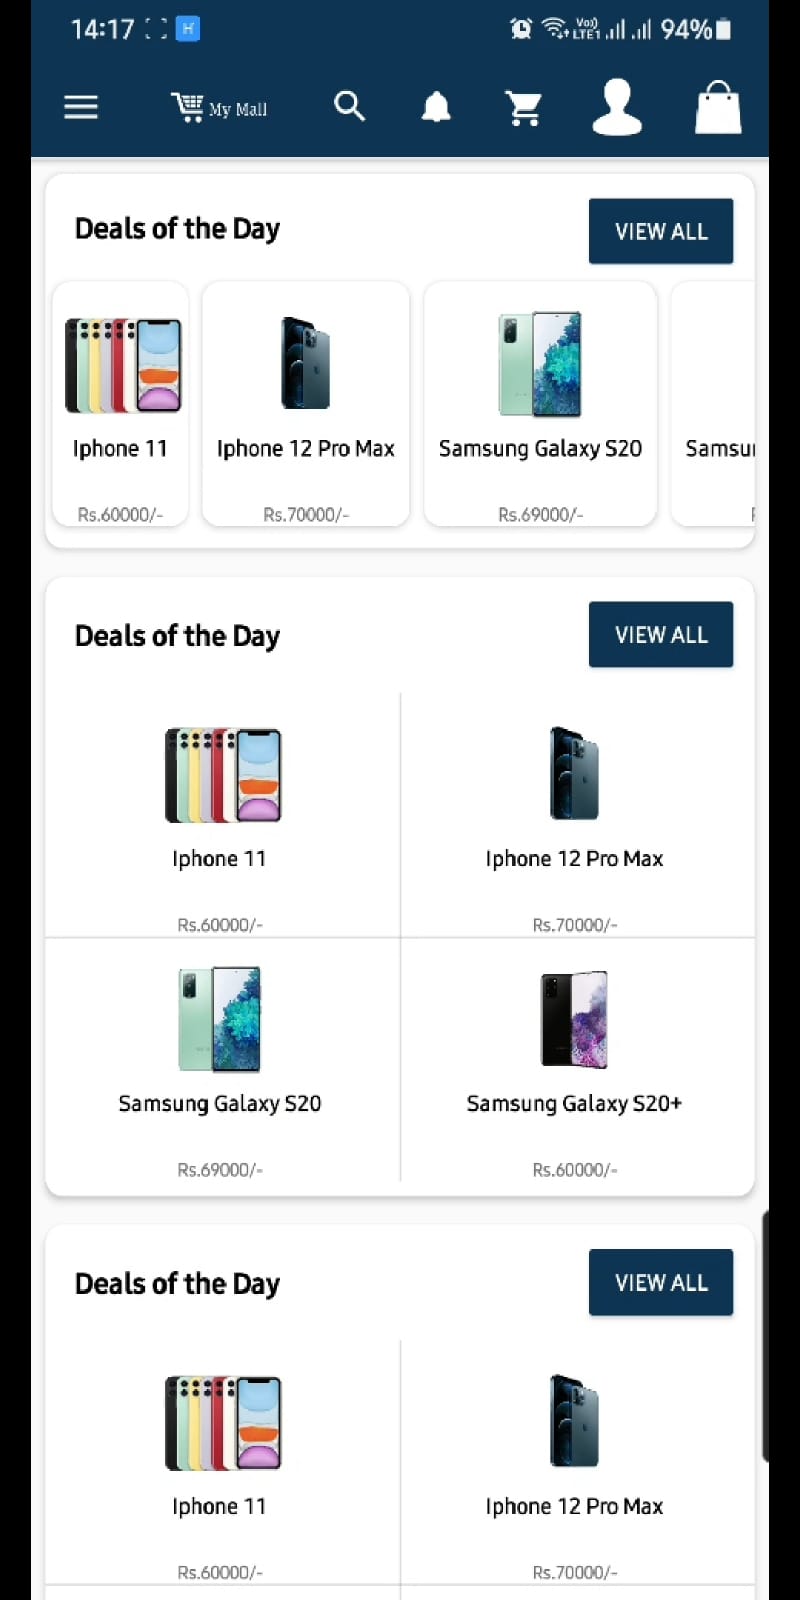 14:17 H Vo)) LTE1 94%
My Mall
Deals of the Day VIEW ALL
Iphone 11 Iphone 12 Pro Max Samsung Galaxy S20 Samsu
Rs.60000/- Rs.70000/- Rs.69000/-
Deals of the Day VIEW ALL
Iphone 11 Iphone 12 Pro Max
Rs.60000/- Rs.70000/-
Samsung Galaxy S20 Samsung Galaxy S20+
Rs.69000/- Rs.60000/-
Deals of the Day VIEW ALL
Iphone 11 Iphone 12 Pro Max
Rs.60000/- Rs.70000/-